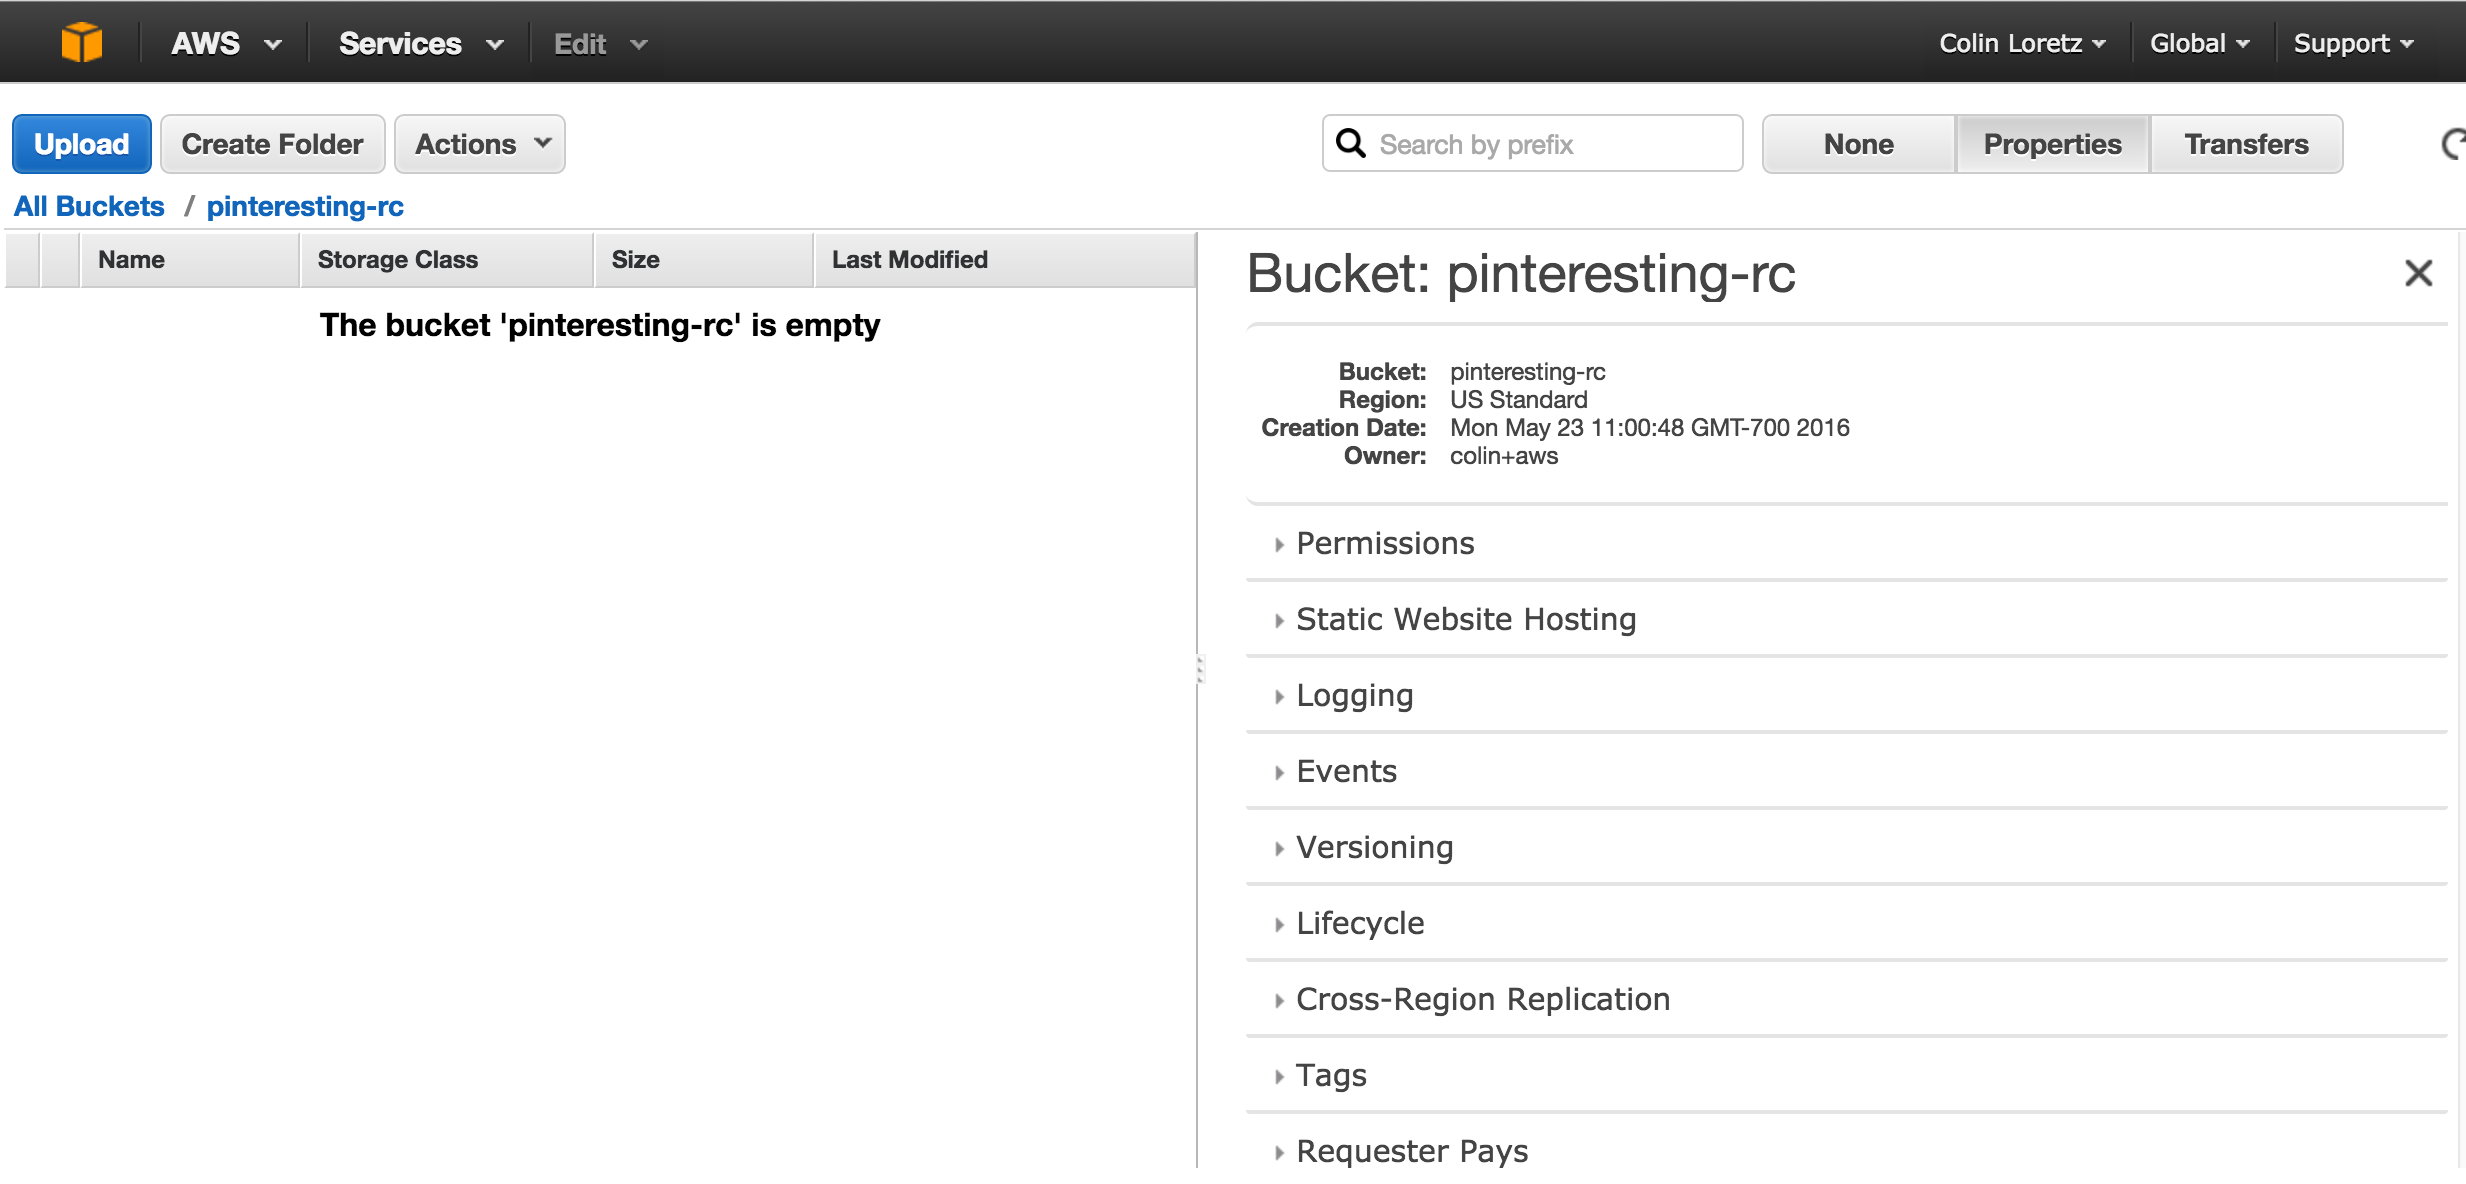 AWS Services Edit Colin Loretz Global Support
Upload Create Folder Actions Search by prefix None Properties Transfers
All Buckets / pinteresting-rc
Name Storage Class Size Last Modified
The bucket 'pinteresting-rc' is empty
Bucket: pinteresting-rc
Bucket: pinteresting-rc
Region: US Standard
Creation Date: Mon May 23 11:00:48 GMT-700 2016
Owner: colin+aws
Permissions
Static Website Hosting
Logging
Events
Versioning
Lifecycle
Cross-Region Replication
Tags
Requester Pays